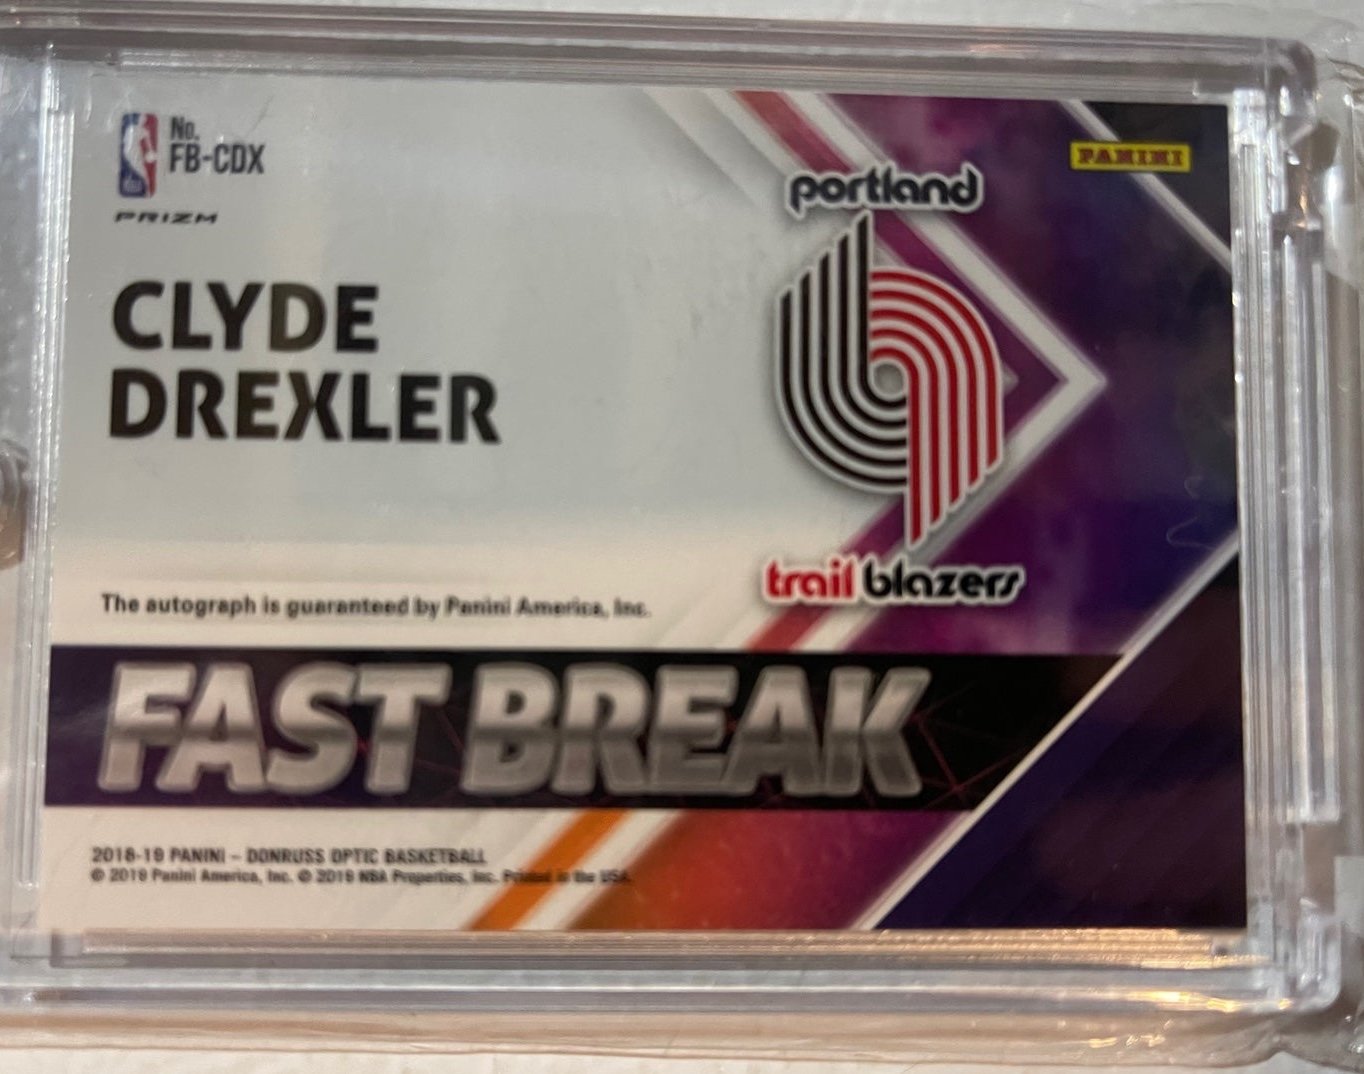 No.
FB-CDX
PRIZM
PANINI
portland
CLYDE
DREXLER
trail blazers
The autograph is guaranteed by Panini America, Inc.
FAST BREAK
2018-19 PANINI – DONRUSS OPTIC BASKETBALL
© 2019 Panini America, Inc. © 2019 NBA Properties, Inc. Printed in the USA.